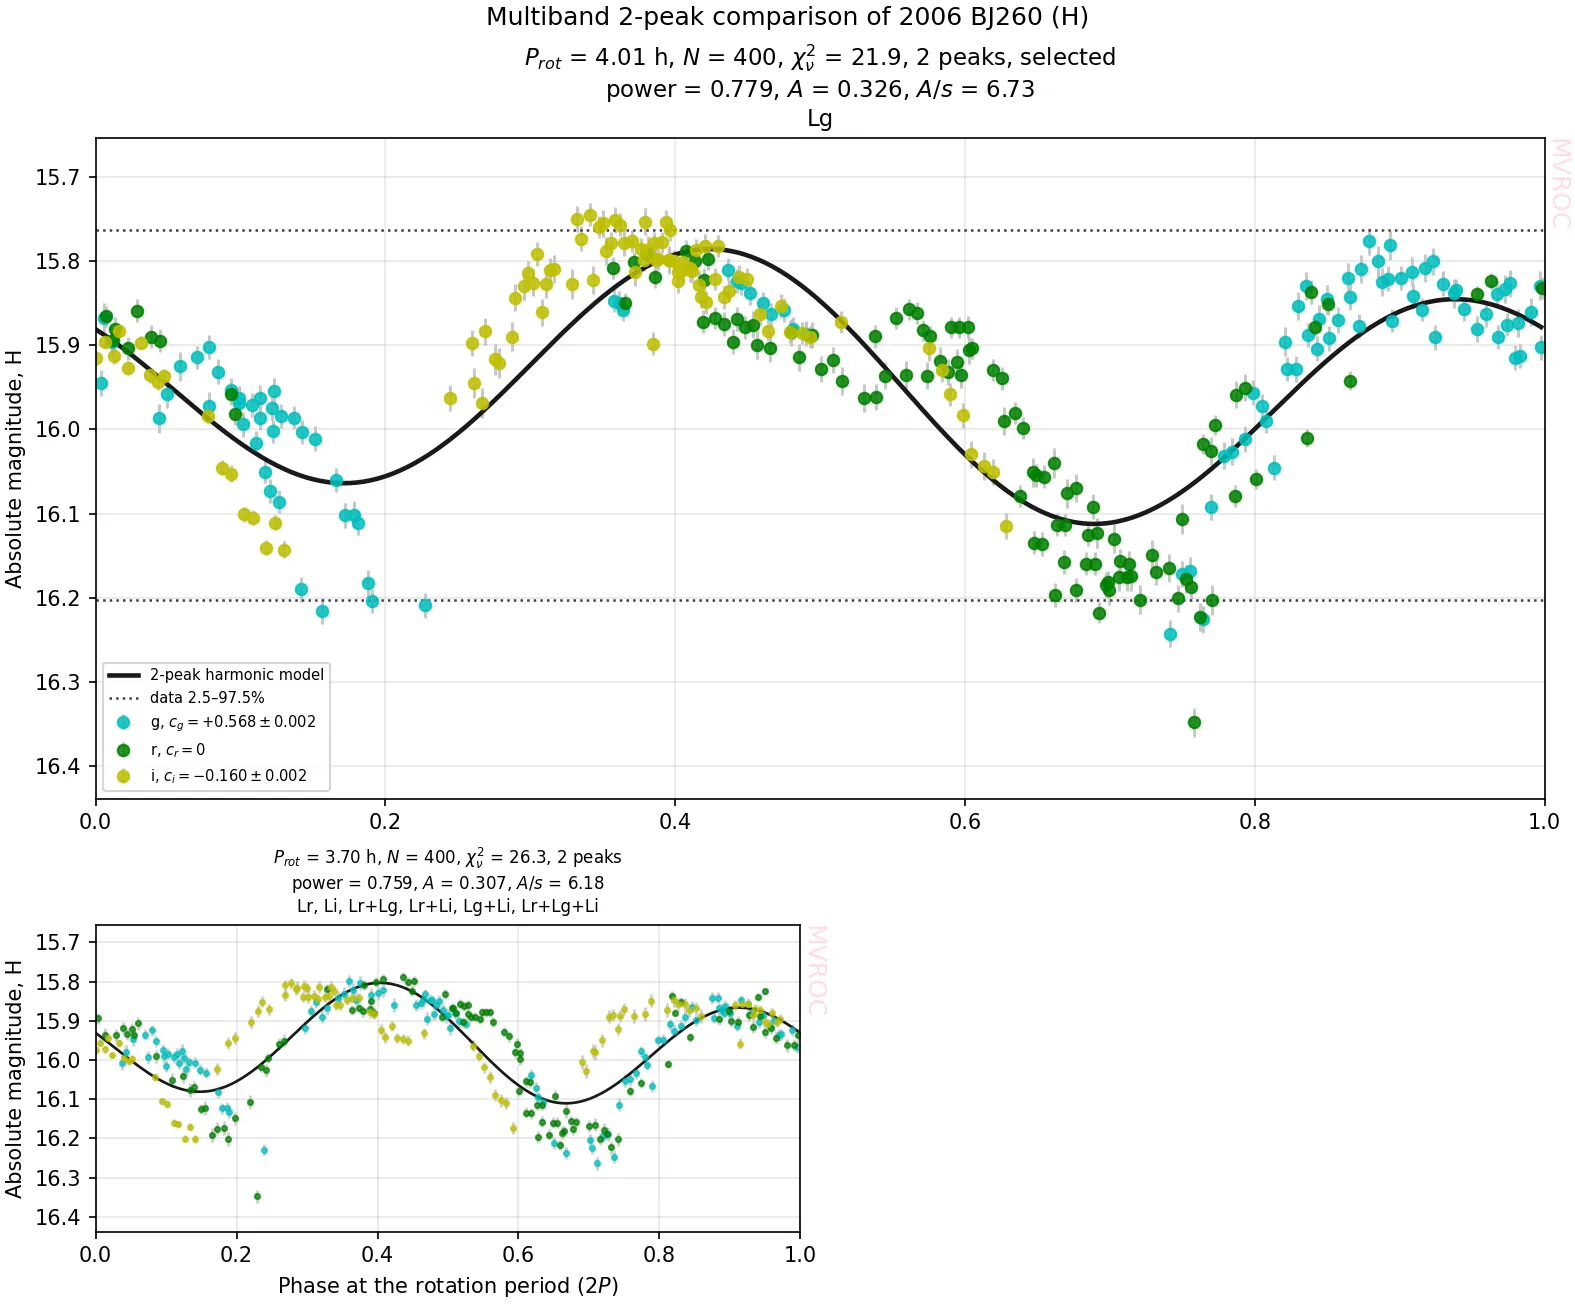 Multiband 2-peak comparison of 2006 BJ260 (H)
P_rot = 4.01 h, N = 400, χ²_ν = 21.9, 2 peaks, selected
power = 0.779, A = 0.326, A/s = 6.73
Lg
MVROC
Absolute magnitude, H
15.7
15.8
15.9
16.0
16.1
16.2
16.3
16.4
2-peak harmonic model
data 2.5–97.5%
g, c_g = +0.568 ± 0.002
r, c_r = 0
i, c_i = −0.160 ± 0.002
0.0 0.2 0.4 0.6 0.8 1.0
P_rot = 3.70 h, N = 400, χ²_ν = 26.3, 2 peaks
power = 0.759, A = 0.307, A/s = 6.18
Lr, Li, Lr+Lg, Lr+Li, Lg+Li, Lr+Lg+Li
MVROC
Absolute magnitude, H
15.7
15.8
15.9
16.0
16.1
16.2
16.3
16.4
0.0 0.2 0.4 0.6 0.8 1.0
Phase at the rotation period (2P)